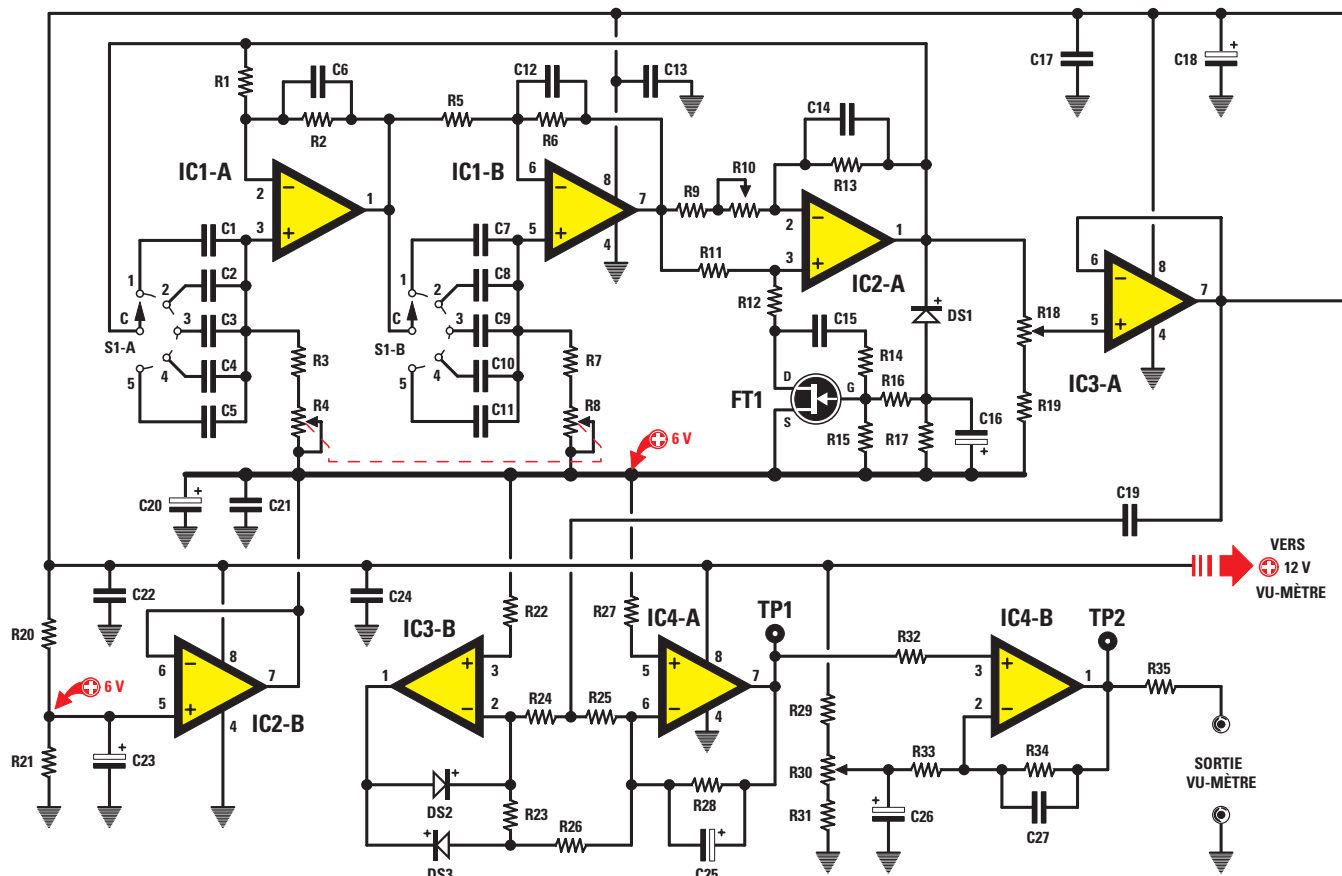 C6
C12
C13
C17
C18
+
R1
R2
R5
R6
C14
IC1-A
IC1-B
R10
R13
R9
2
−
1
3
+
6
−
8
7
5
+
4
2
−
1
3
+
IC2-A
R11
R12
6
−
8
7
5
+
4
IC3-A
C1
C2
C3
C4
C5
1
2
3
4
5
C
S1-A
R3
R4
C7
C8
C9
C10
C11
1
2
3
4
5
C
S1-B
R7
R8
C15
R14
+
DS1
R18
D
G
S
FT1
R16
R15
R17
C16
+
R19
6 V
C20
+
C21
C19
VERS
12 V
VU-MÈTRE
C22
C24
R22
R27
IC4-A
TP1
IC4-B
TP2
R20
IC3-B
R32
R35
6 V
6
−
8
7
5
+
4
IC2-B
+
3
−
2
1
R24
R25
5
+
8
7
6
−
4
3
+
1
2
−
R29
R21
+
C23
R33
R34
R30
SORTIE
VU-MÈTRE
+
DS2
R23
R28
R31
+
C26
C27
+
DS3
R26
+
C25